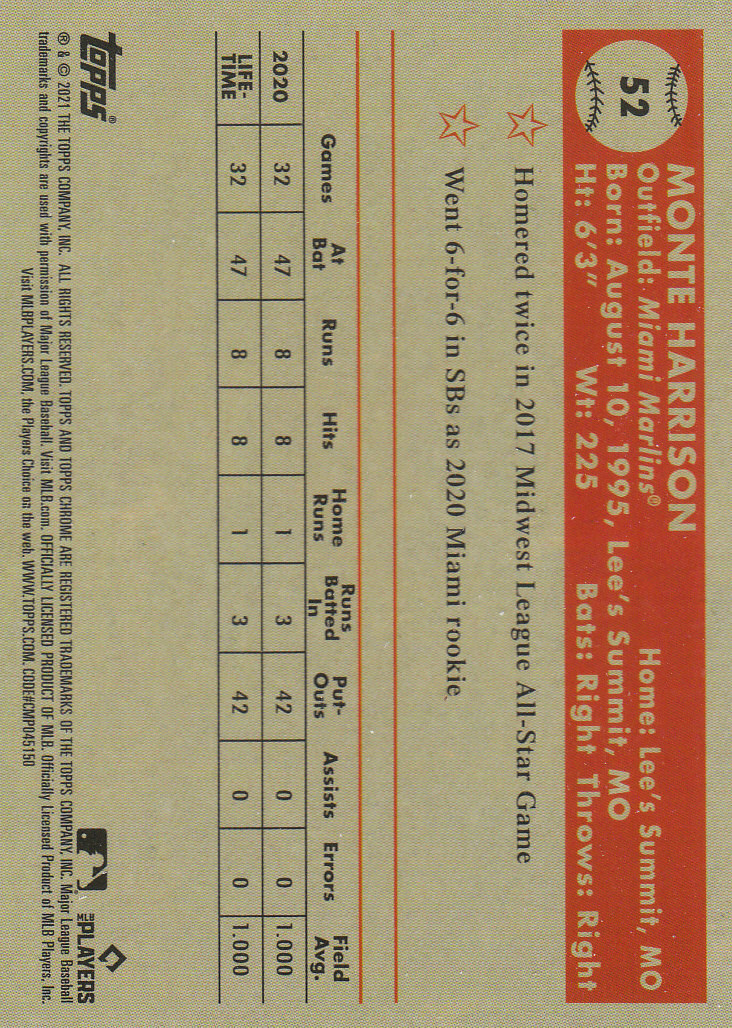 52
MONTE HARRISON
Outfield: Miami Marlins® Home: Lee's Summit, MO
Born: August 10, 1995, Lee's Summit, MO
Ht: 6'3" Wt: 225 Bats: Right Throws: Right
Homered twice in 2017 Midwest League All-Star Game
Went 6-for-6 in SBs as 2020 Miami rookie
Games At Bat Runs Hits Home Runs Runs Batted In Put-Outs Assists Errors Field Avg.
2020 32 47 8 8 1 3 42 0 0 1.000
LIFE-TIME 32 47 8 8 1 3 42 0 0 1.000
topps®
MLB PLAYERS
® & © 2021 THE TOPPS COMPANY, INC. ALL RIGHTS RESERVED. TOPPS AND TOPPS CHROME ARE REGISTERED TRADEMARKS OF THE TOPPS COMPANY, INC. Major League Baseball
trademarks and copyrights are used with permission of Major League Baseball. Visit MLB.com. OFFICIALLY LICENSED PRODUCT OF MLB. Officially Licensed Product of MLB Players, Inc.
Visit MLBPLAYERS.COM, the Players Choice on the web. WWW.TOPPS.COM. CODE#CMP045150